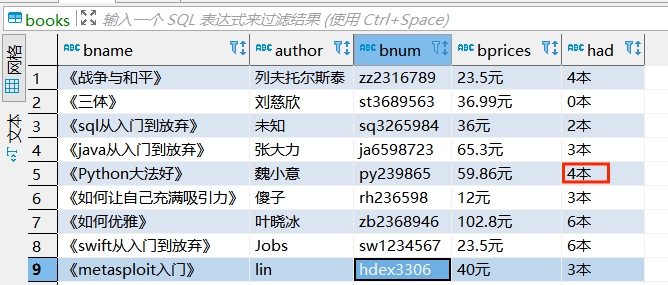 books 输入一个 SQL 表达式来过滤结果 (使用 Ctrl+Space)
网格
文本
ABC bname ABC author ABC bnum ABC bprices ABC had
1 《战争与和平》 列夫托尔斯泰 zz2316789 23.5元 4本
2 《三体》 刘慈欣 st3689563 36.99元 0本
3 《sql从入门到放弃》 未知 sq3265984 36元 2本
4 《java从入门到放弃》 张大力 ja6598723 65.3元 3本
5 《Python大法好》 魏小意 py239865 59.86元 4本
6 《如何让自己充满吸引力》 傻子 rh236598 12元 3本
7 《如何优雅》 叶晓冰 zb2368946 102.8元 6本
8 《swift从入门到放弃》 Jobs sw1234567 23.5元 6本
9 《metasploit入门》 lin hdex3306 40元 3本